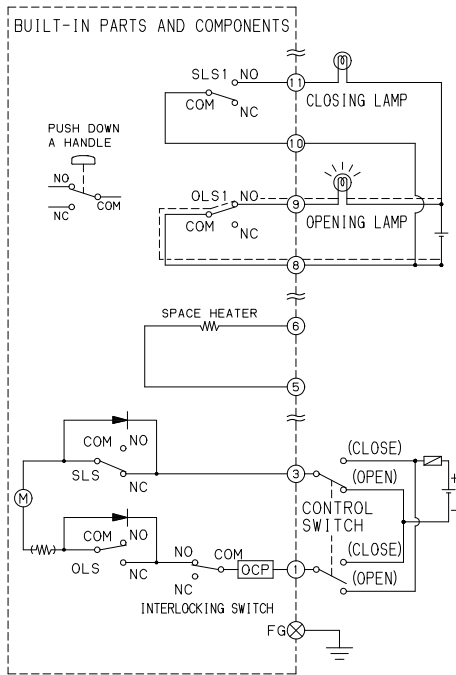 BUILT-IN PARTS AND COMPONENTS
SLS1 NO
COM
NC
11
CLOSING LAMP
PUSH DOWN
A HANDLE
NO
COM
NC
10
OLS1 NO
COM
NC
9
OPENING LAMP
8
SPACE HEATER
6
5
COM NO
SLS NC
M
3
(CLOSE)
(OPEN)
+
-
CONTROL
SWITCH
COM NO
OLS NC
NO
COM
NC
OCP
1
(CLOSE)
(OPEN)
INTERLOCKING SWITCH
FG